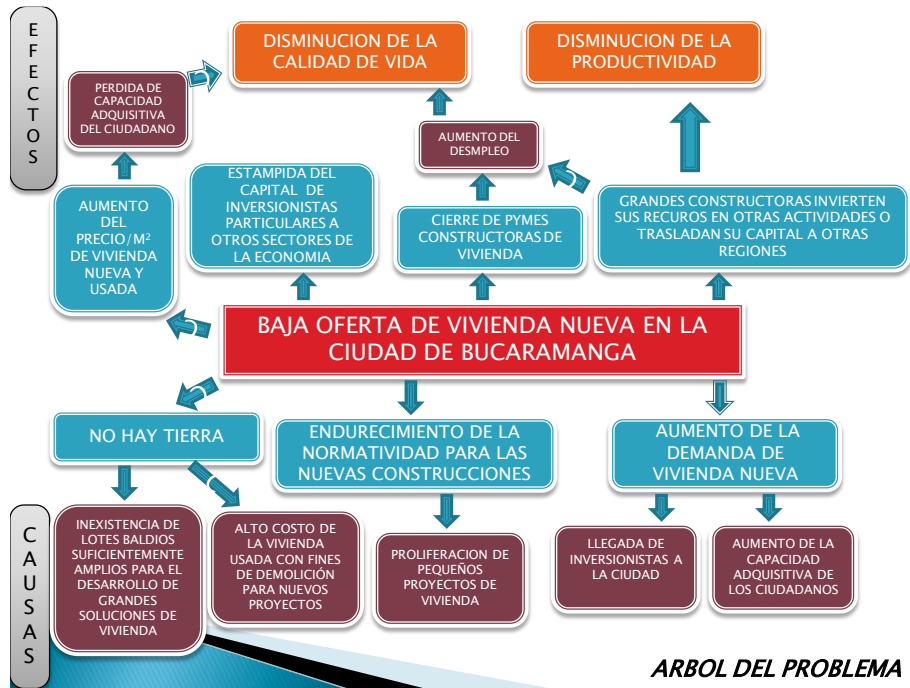 EFECTOS
DISMINUCION DE LA
CALIDAD DE VIDA
DISMINUCION DE LA
PRODUCTIVIDAD
PERDIDA DE
CAPACIDAD
ADQUISITIVA
DEL CIUDADANO
AUMENTO DEL
DESMPLEO
AUMENTO
DEL
PRECIO/M²
DE VIVIENDA
NUEVA Y
USADA
ESTAMPIDA DEL
CAPITAL DE
INVERSIONISTAS
PARTICULARES A
OTROS SECTORES DE
LA ECONOMIA
CIERRE DE PYMES
CONSTRUCTORAS DE
VIVIENDA
GRANDES CONSTRUCTORAS INVIERTEN
SUS RECUROS EN OTRAS ACTIVIDADES O
TRASLADAN SU CAPITAL A OTRAS
REGIONES
BAJA OFERTA DE VIVIENDA NUEVA EN LA
CIUDAD DE BUCARAMANGA
NO HAY TIERRA
ENDURECIMIENTO DE LA
NORMATIVIDAD PARA LAS
NUEVAS CONSTRUCCIONES
AUMENTO DE LA
DEMANDA DE
VIVIENDA NUEVA
CAUSAS
INEXISTENCIA DE
LOTES BALDIOS
SUFICIENTEMENTE
AMPLIOS PARA EL
DESARROLLO DE
GRANDES
SOLUCIONES DE
VIVIENDA
ALTO COSTO DE
LA VIVIENDA
USADA CON FINES
DE DEMOLICIÓN
PARA NUEVOS
PROYECTOS
PROLIFERACION DE
PEQUEÑOS
PROYECTOS DE
VIVIENDA
LLEGADA DE
INVERSIONISTAS A
LA CIUDAD
AUMENTO DE LA
CAPACIDAD
ADQUISITIVA DE
LOS CIUDADANOS
ARBOL DEL PROBLEMA